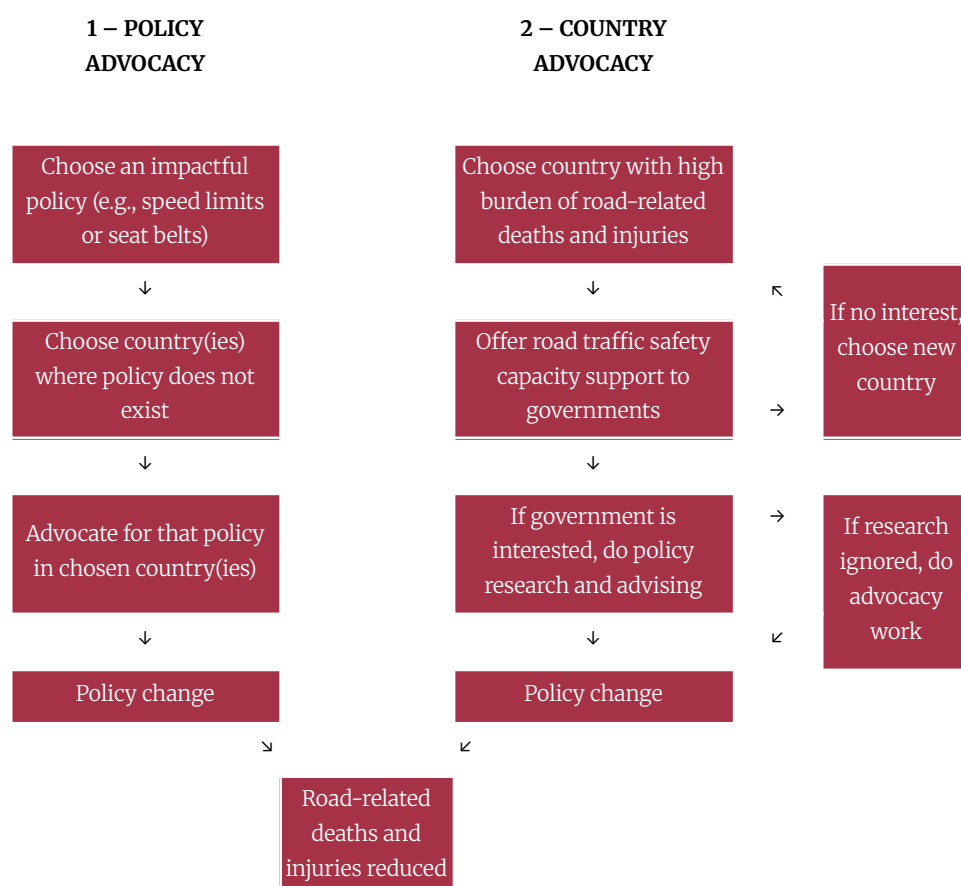 1 – POLICY
ADVOCACY
2 – COUNTRY
ADVOCACY
Choose an impactful
policy (e.g., speed limits
or seat belts)
↓
Choose country(ies)
where policy does not
exist
↓
Advocate for that policy
in chosen country(ies)
↓
Policy change
↘
Choose country with high
burden of road-related
deaths and injuries
↓
↖
Offer road traffic safety
capacity support to
governments
→
If no interest,
choose new
country
↓
If government is
interested, do policy
research and advising
→
If research
ignored, do
advocacy
work
↓
↙
Policy change
↙
Road-related
deaths and
injuries reduced